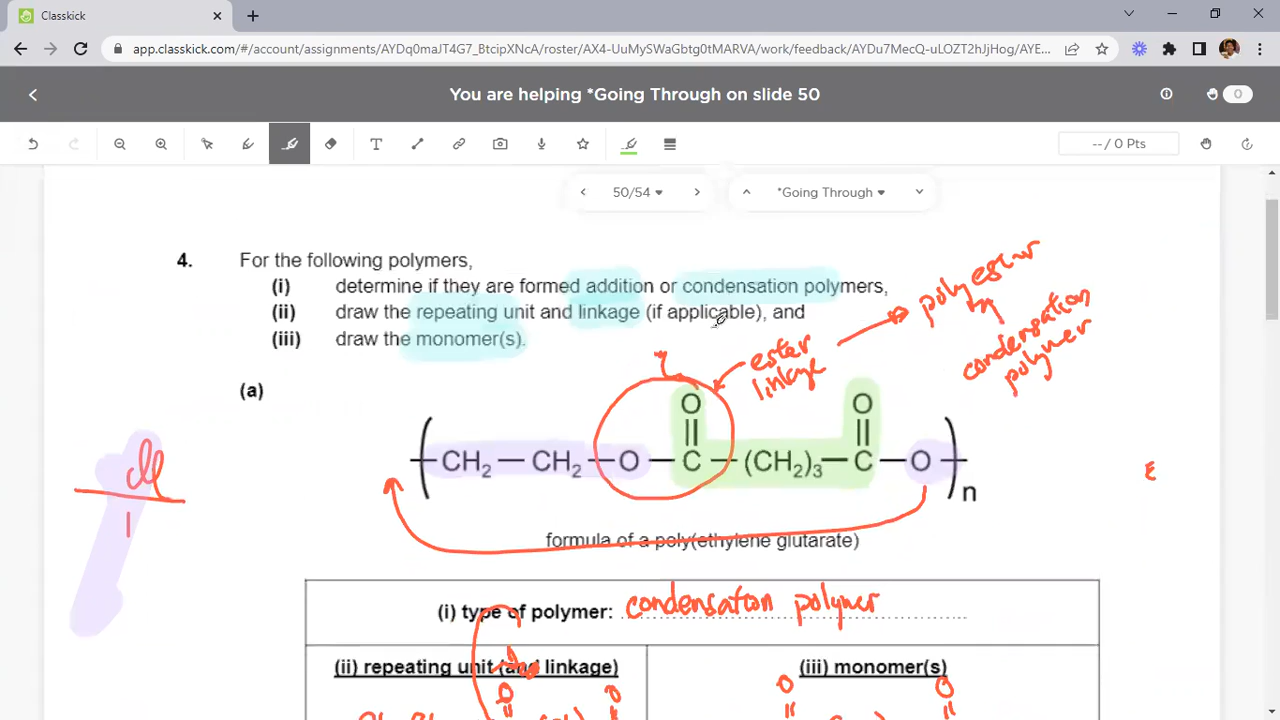 Classkick
app.classkick.com/#/account/assignments/AYDq0maJT4G7_BtcipXNcA/roster/AX4-UuMySWaGbtg0tMARVA/work/feedback/AYDu7MecQ-uLOZT2hJjHog/AYE...
You are helping *Going Through on slide 50
0
T
-- / 0 Pts
50/54
*Going Through
4. For the following polymers,
(i) determine if they are formed addition or condensation polymers,
(ii) draw the repeating unit and linkage (if applicable), and
(iii) draw the monomer(s).
polyester
condensation
polymer
ester
linkage
(a)
O O
CH2 — CH2 — O — C — (CH2)3 — C — O
n
formula of a poly(ethylene glutarate)
(i) type of polymer: condensation polymer
(ii) repeating unit (and linkage) (iii) monomer(s)
O O O O